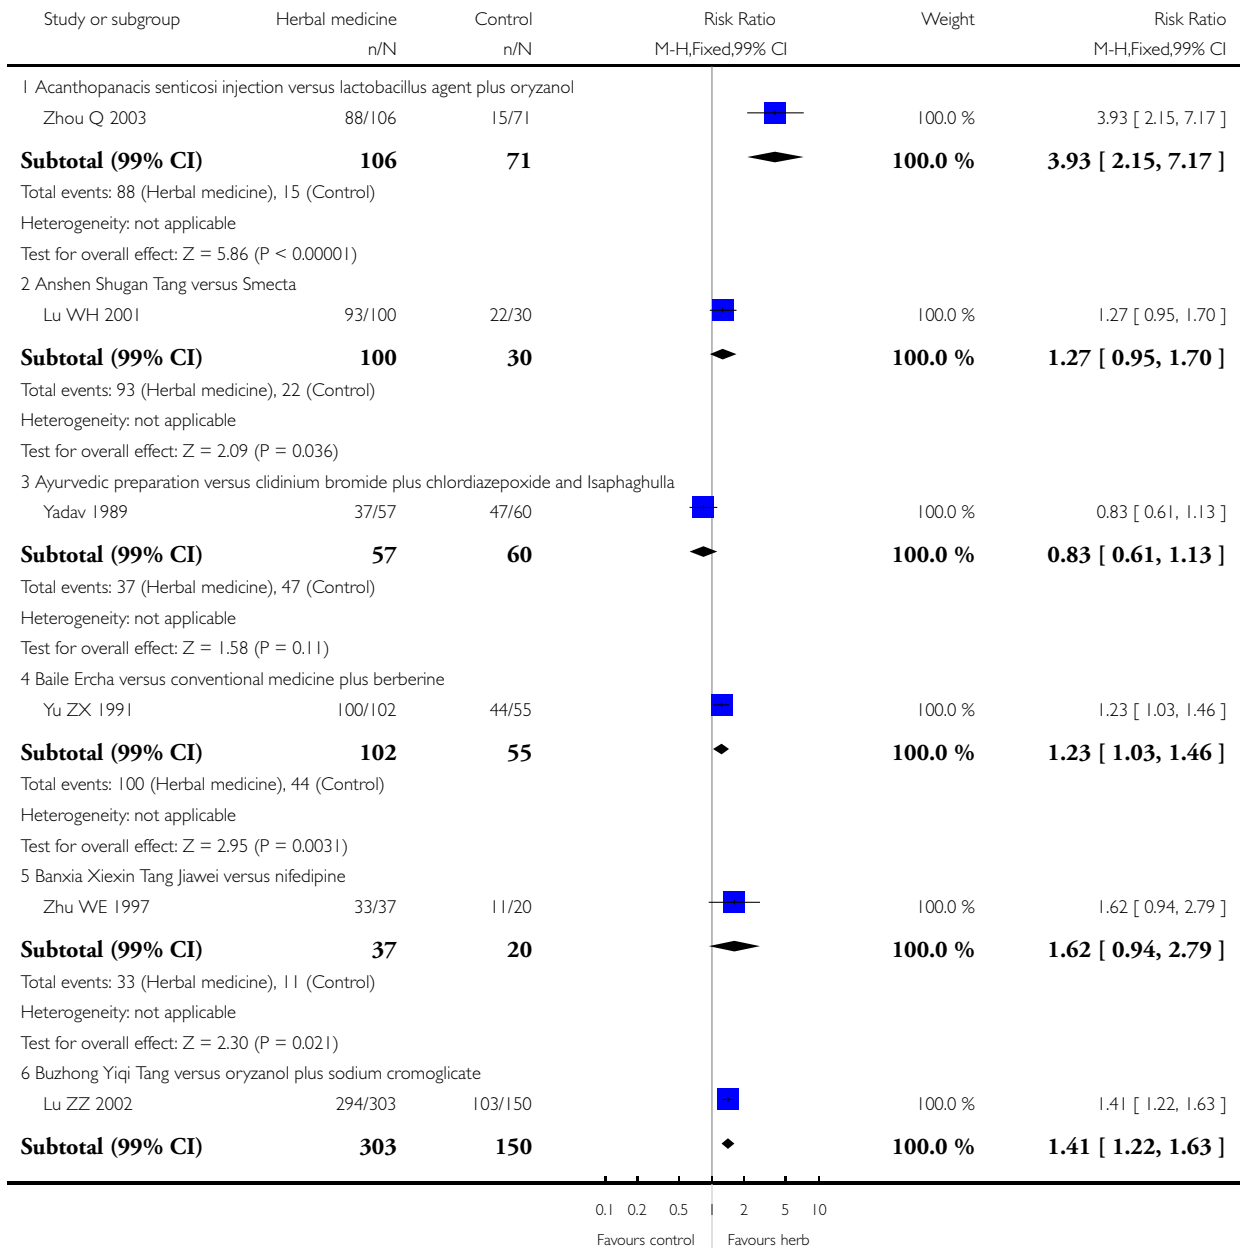 Study or subgroup Herbal medicine Control Risk Ratio Weight Risk Ratio
n/N n/N M-H,Fixed,99% CI M-H,Fixed,99% CI
1 Acanthopanacis senticosi injection versus lactobacillus agent plus oryzanol
Zhou Q 2003 88/106 15/71 100.0 % 3.93 [ 2.15, 7.17 ]
Subtotal (99% CI) 106 71 100.0 % 3.93 [ 2.15, 7.17 ]
Total events: 88 (Herbal medicine), 15 (Control)
Heterogeneity: not applicable
Test for overall effect: Z = 5.86 (P < 0.00001)
2 Anshen Shugan Tang versus Smecta
Lu WH 2001 93/100 22/30 100.0 % 1.27 [ 0.95, 1.70 ]
Subtotal (99% CI) 100 30 100.0 % 1.27 [ 0.95, 1.70 ]
Total events: 93 (Herbal medicine), 22 (Control)
Heterogeneity: not applicable
Test for overall effect: Z = 2.09 (P = 0.036)
3 Ayurvedic preparation versus clidinium bromide plus chlordiazepoxide and Isaphaghulla
Yadav 1989 37/57 47/60 100.0 % 0.83 [ 0.61, 1.13 ]
Subtotal (99% CI) 57 60 100.0 % 0.83 [ 0.61, 1.13 ]
Total events: 37 (Herbal medicine), 47 (Control)
Heterogeneity: not applicable
Test for overall effect: Z = 1.58 (P = 0.11)
4 Baile Ercha versus conventional medicine plus berberine
Yu ZX 1991 100/102 44/55 100.0 % 1.23 [ 1.03, 1.46 ]
Subtotal (99% CI) 102 55 100.0 % 1.23 [ 1.03, 1.46 ]
Total events: 100 (Herbal medicine), 44 (Control)
Heterogeneity: not applicable
Test for overall effect: Z = 2.95 (P = 0.0031)
5 Banxia Xiexin Tang Jiawei versus nifedipine
Zhu WE 1997 33/37 11/20 100.0 % 1.62 [ 0.94, 2.79 ]
Subtotal (99% CI) 37 20 100.0 % 1.62 [ 0.94, 2.79 ]
Total events: 33 (Herbal medicine), 11 (Control)
Heterogeneity: not applicable
Test for overall effect: Z = 2.30 (P = 0.021)
6 Buzhong Yiqi Tang versus oryzanol plus sodium cromoglicate
Lu ZZ 2002 294/303 103/150 100.0 % 1.41 [ 1.22, 1.63 ]
Subtotal (99% CI) 303 150 100.0 % 1.41 [ 1.22, 1.63 ]
0.1 0.2 0.5 1 2 5 10
Favours control Favours herb